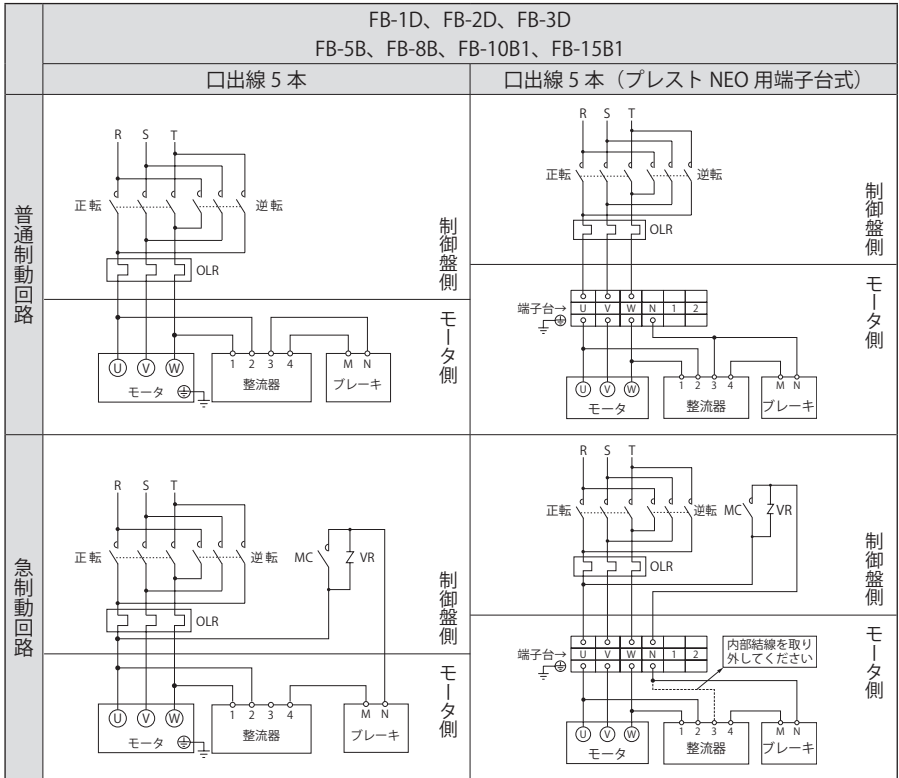 FB-1D、FB-2D、FB-3D
FB-5B、FB-8B、FB-10B1、FB-15B1
口出線 5 本
口出線 5 本（プレスト NEO 用端子台式）
普通制動回路
R S T
正転
逆転
OLR
制御盤側
モータ側
U V W
モータ
1 2 3 4
整流器
M N
ブレーキ
R S T
正転
逆転
OLR
制御盤側
モータ側
端子台→
U V W N 1 2
U V W
モータ
1 2 3 4
整流器
M N
ブレーキ
急制動回路
R S T
正転
逆転
MC
VR
OLR
制御盤側
モータ側
U V W
モータ
1 2 3 4
整流器
M N
ブレーキ
R S T
正転
逆転
MC
VR
OLR
制御盤側
モータ側
端子台→
U V W N 1 2
内部結線を取り
外してください
U V W
モータ
1 2 3 4
整流器
M N
ブレーキ